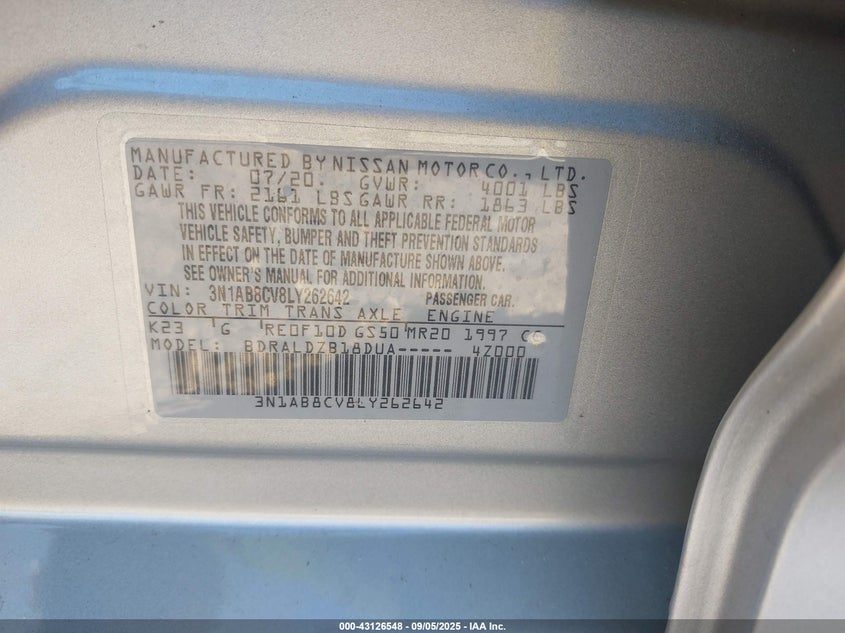 MANUFACTURED BY NISSAN MOTOR CO., LTD.
DATE: 07/20 GVWR: 4001 LBS
GAWR FR: 2161 LBS GAWR RR: 1863 LBS
THIS VEHICLE CONFORMS TO ALL APPLICABLE FEDERAL MOTOR
VEHICLE SAFETY, BUMPER AND THEFT PREVENTION STANDARDS
IN EFFECT ON THE DATE OF MANUFACTURE SHOWN ABOVE.
SEE OWNER'S MANUAL FOR ADDITIONAL INFORMATION.
VIN: 3N1AB8CV8LY262642 PASSENGER CAR.
COLOR TRIM TRANS AXLE ENGINE
K23 G RE0F10D GS50 MR20 1997 CC
MODEL: BDRALDZB18DUA----- 4Z000
3N1AB8CV8LY262642
000-43126548 - 09/05/2025 - IAA Inc.